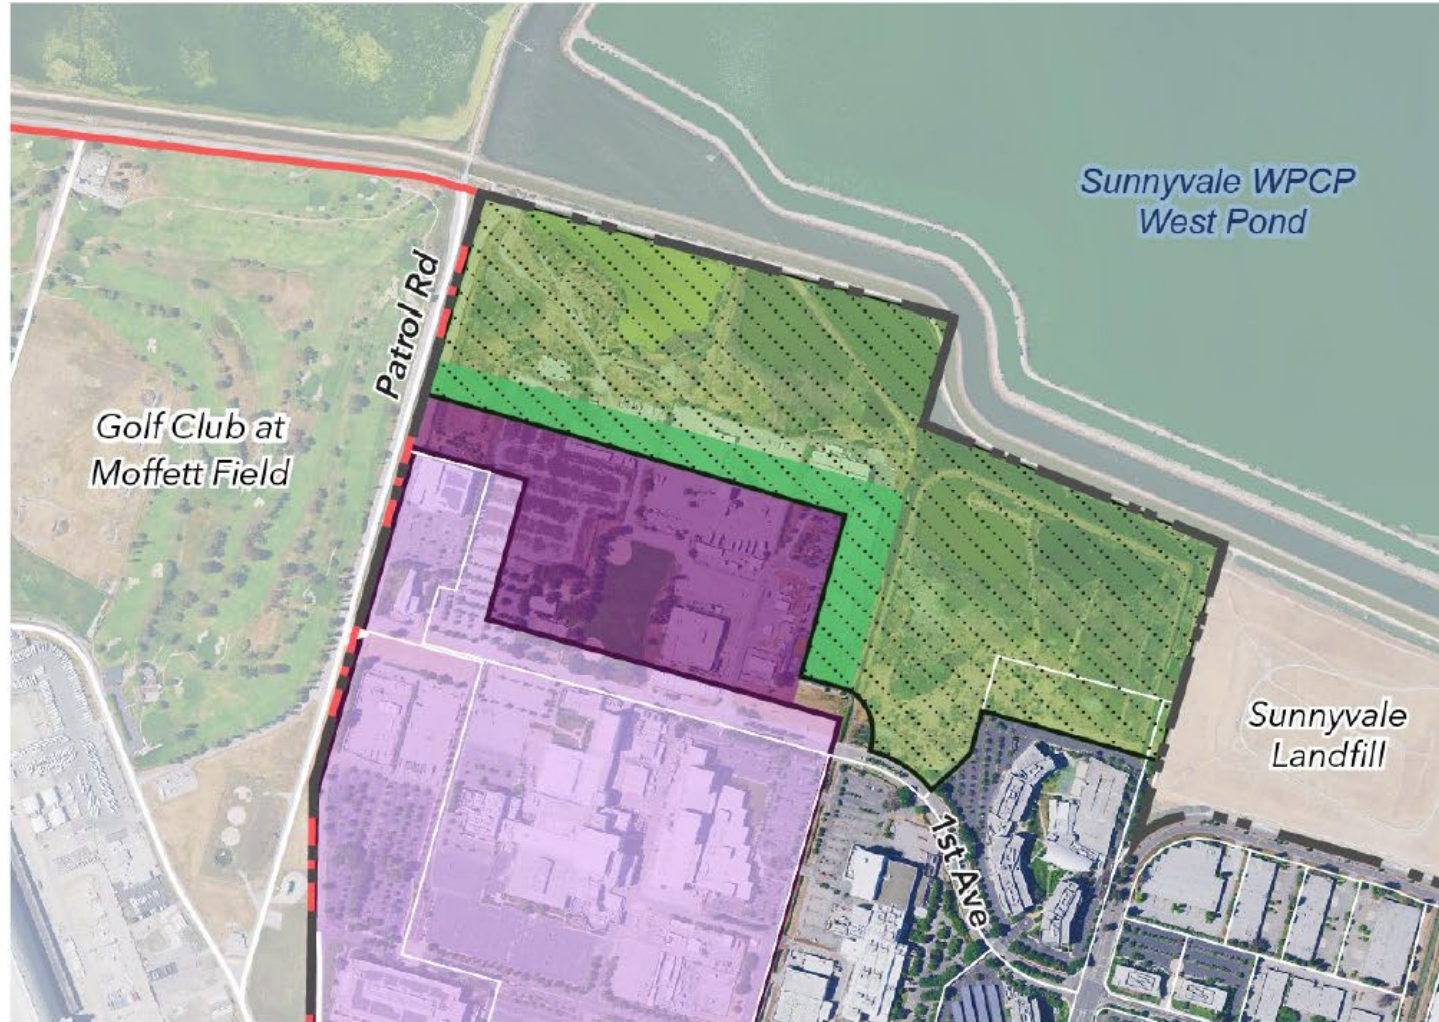 Sunnyvale WPCP
West Pond
Patrol Rd
Golf Club at
Moffett Field
Sunnyvale
Landfill
1st Ave